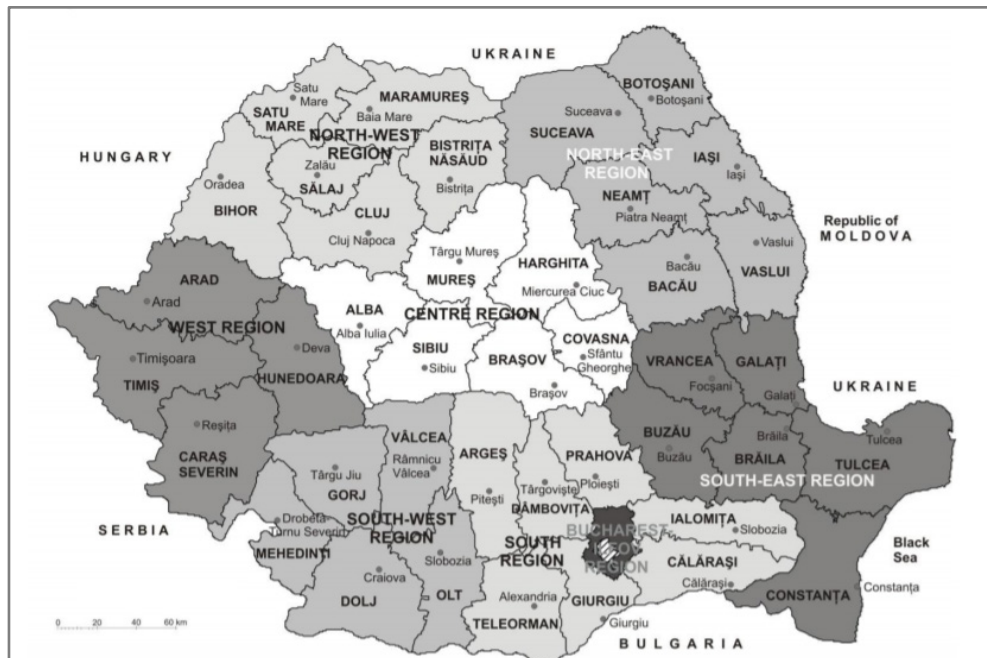 UKRAINE
BOTOȘANI
Botoșani
Satu
Mare
SATU
MARE
MARAMUREȘ
Baia Mare
Suceava
SUCEAVA
NORTH-WEST
REGION
BISTRIȚA
NĂSĂUD
Bistrița
NORTH-EAST
REGION
IAȘI
Iași
HUNGARY
Zalău
SĂLAJ
Oradea
BIHOR
CLUJ
Cluj Napoca
NEAMȚ
Piatra Neamț
Republic of
MOLDOVA
Târgu Mureș
MUREȘ
HARGHITA
Miercurea Ciuc
Bacău
BACĂU
Vaslui
VASLUI
ARAD
Arad
WEST REGION
ALBA
Alba Iulia
CENTRE REGION
Timișoara
TIMIȘ
Deva
HUNEDOARA
SIBIU
Sibiu
BRAȘOV
Brașov
COVASNA
Sfântu
Gheorghe
VRANCEA
Focșani
GALAȚI
Galați
UKRAINE
Reșița
CARAȘ
SEVERIN
VÂLCEA
Râmnicu
Vâlcea
Târgu Jiu
GORJ
ARGEȘ
Pitești
PRAHOVA
Ploiești
Târgoviște
DÂMBOVIȚA
BUZĂU
Buzău
Brăila
BRĂILA
Tulcea
TULCEA
SOUTH-EAST REGION
SERBIA
Drobeta
Turnu Severin
MEHEDINȚI
SOUTH-WEST
REGION
Slobozia
Craiova
DOLJ
OLT
SOUTH
REGION
BUCHAREST
ILFOV
REGION
IALOMIȚA
Slobozia
CĂLĂRAȘI
Călărași
Black
Sea
Constanța
CONSTANȚA
Alexandria
TELEORMAN
GIURGIU
Giurgiu
BULGARIA
0 20 40 60 km